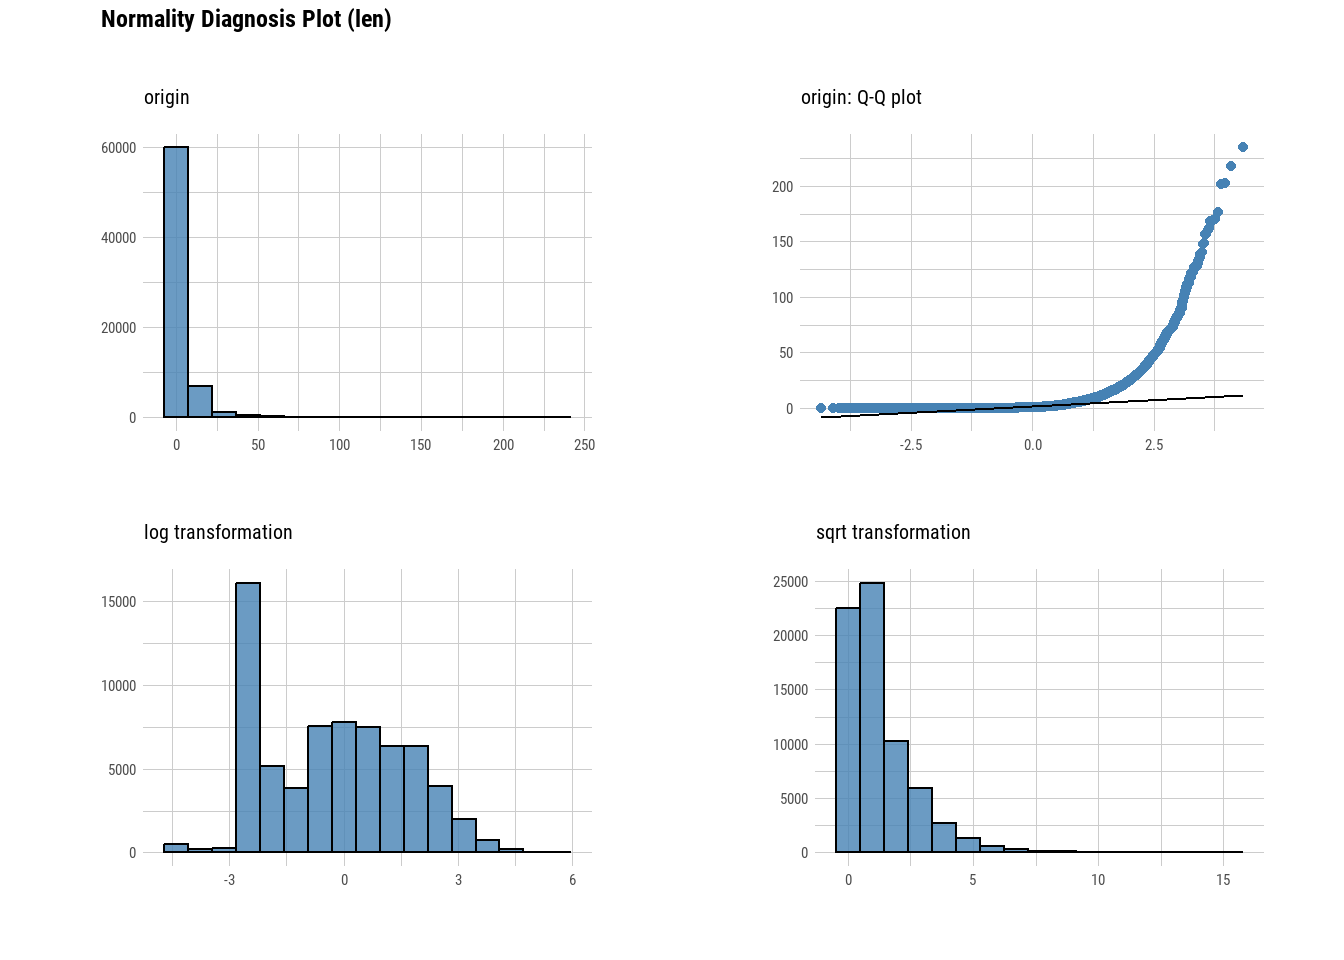 Normality Diagnosis Plot (len)
origin
60000
40000
20000
0
0 50 100 150 200 250
origin: Q-Q plot
200
150
100
50
0
-2.5 0.0 2.5
log transformation
15000
10000
5000
0
-3 0 3 6
sqrt transformation
25000
20000
15000
10000
5000
0
0 5 10 15